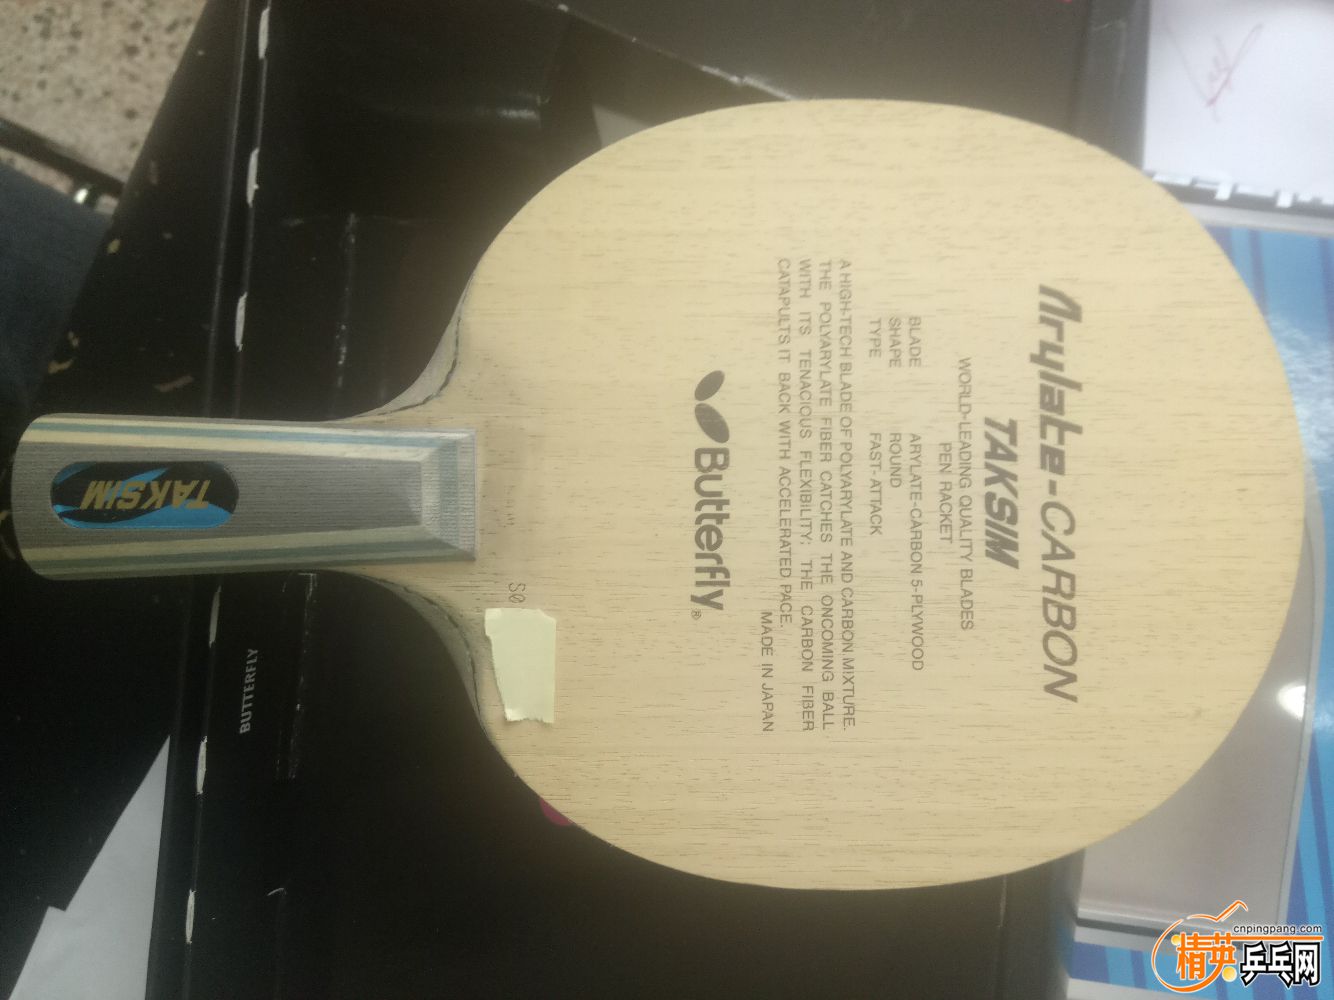 Arylate-CARBON
TAKSIM
WORLD-LEADING QUALITY BLADES
PEN RACKET
BLADE ARYLATE-CARBON 5-PLYWOOD
SHAPE ROUND
TYPE FAST-ATTACK
A HIGH-TECH BLADE OF POLYARYLATE AND CARBON MIXTURE.
THE POLYARYLATE FIBER CATCHES THE ONCOMING BALL
WITH ITS TENACIOUS FLEXIBILITY; THE CARBON FIBER
CATAPULTS IT BACK WITH ACCELERATED PACE.
MADE IN JAPAN
Butterfly®
S0
TAKSIM
BUTTERFLY
cnpingpang.com
精英乒乓网